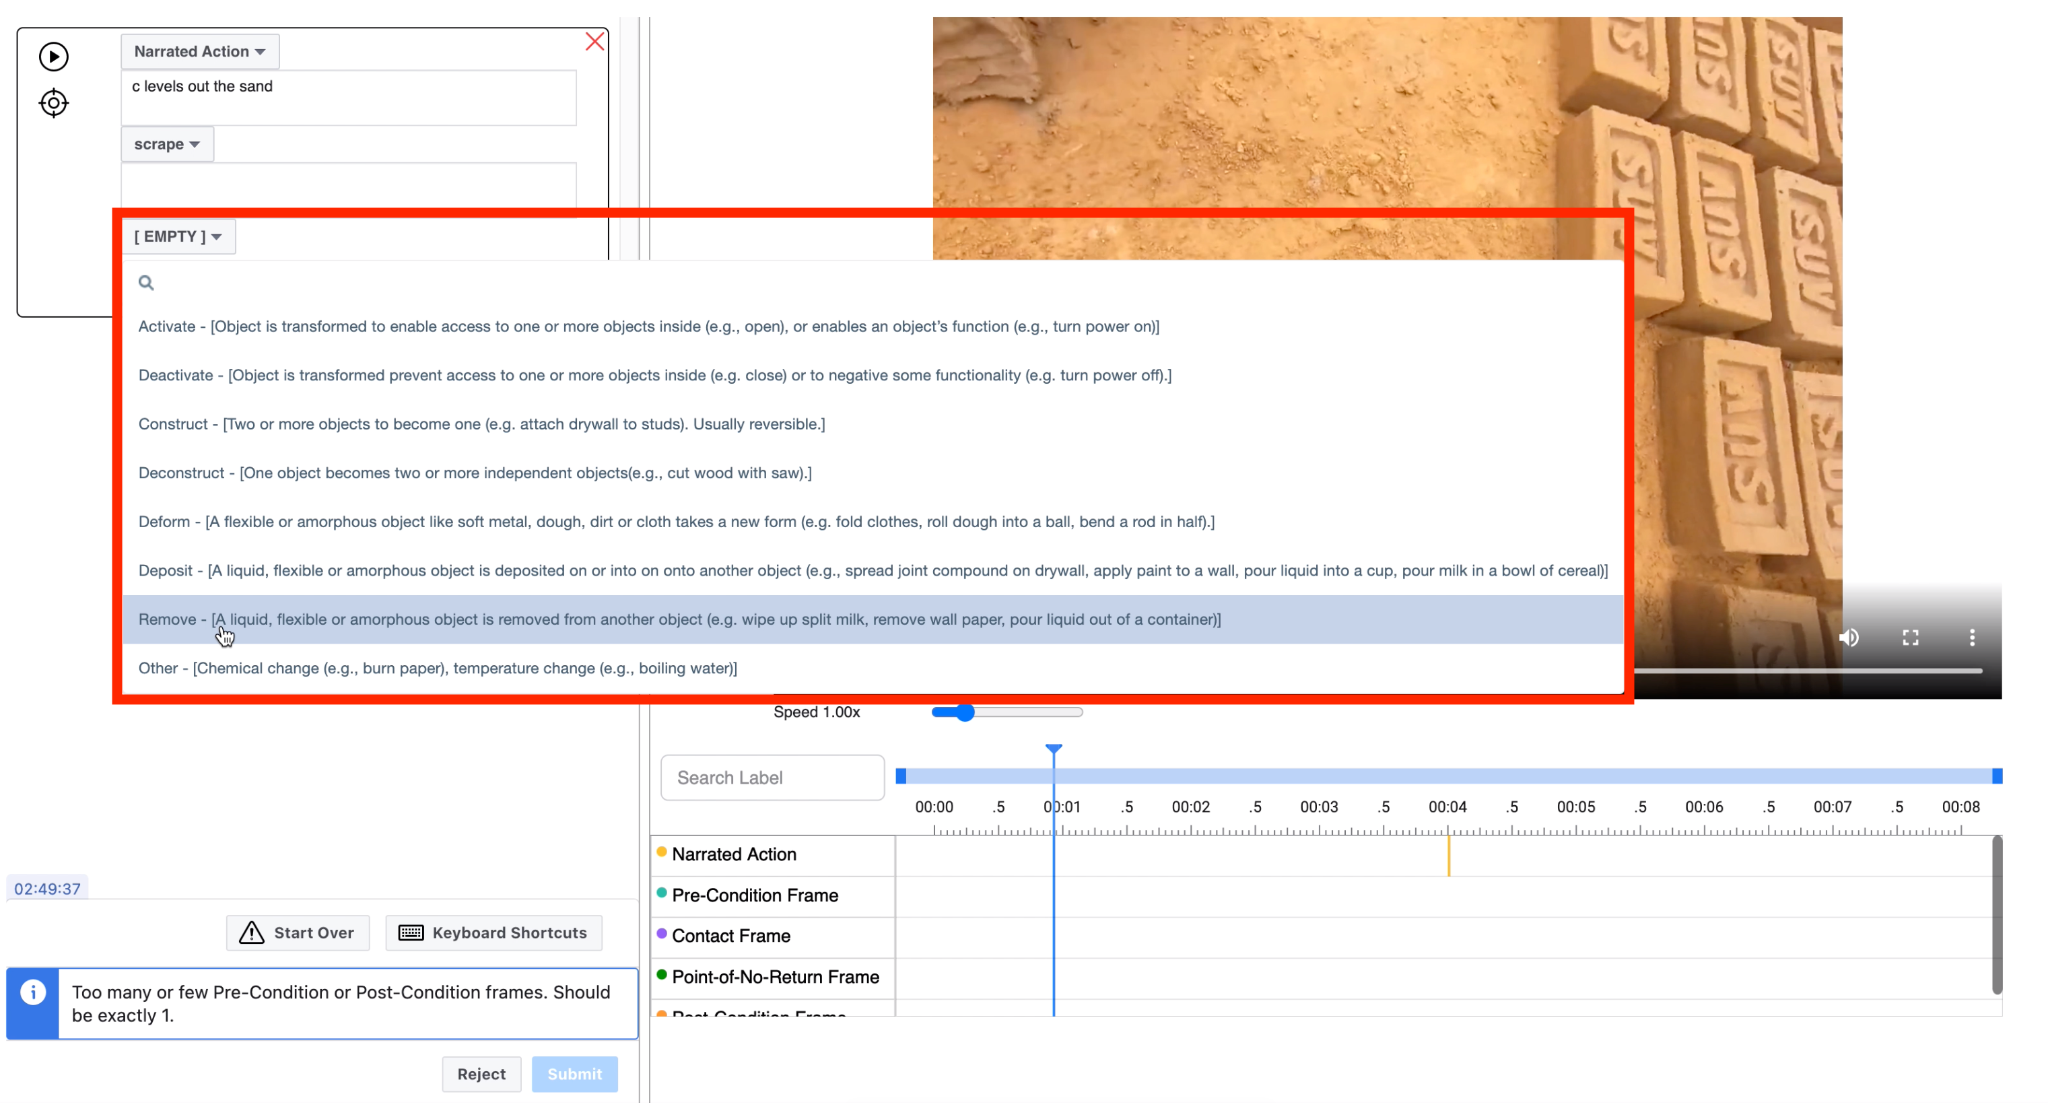 Narrated Action
c levels out the sand
scrape
[ EMPTY ]
Activate - [Object is transformed to enable access to one or more objects inside (e.g., open), or enables an object's function (e.g., turn power on)]
Deactivate - [Object is transformed prevent access to one or more objects inside (e.g. close) or to negative some functionality (e.g. turn power off).]
Construct - [Two or more objects to become one (e.g. attach drywall to studs). Usually reversible.]
Deconstruct - [One object becomes two or more independent objects(e.g., cut wood with saw).]
Deform - [A flexible or amorphous object like soft metal, dough, dirt or cloth takes a new form (e.g. fold clothes, roll dough into a ball, bend a rod in half).]
Deposit - [A liquid, flexible or amorphous object is deposited on or into on onto another object (e.g., spread joint compound on drywall, apply paint to a wall, pour liquid into a cup, pour milk in a bowl of cereal)]
Remove - [A liquid, flexible or amorphous object is removed from another object (e.g. wipe up split milk, remove wall paper, pour liquid out of a container)]
Other - [Chemical change (e.g., burn paper), temperature change (e.g., boiling water)]
Speed 1.00x
Search Label
00:00 .5 00:01 .5 00:02 .5 00:03 .5 00:04 .5 00:05 .5 00:06 .5 00:07 .5 00:08
Narrated Action
Pre-Condition Frame
Contact Frame
Point-of-No-Return Frame
Post-Condition Frame
02:49:37
Start Over
Keyboard Shortcuts
Too many or few Pre-Condition or Post-Condition frames. Should
be exactly 1.
Reject
Submit